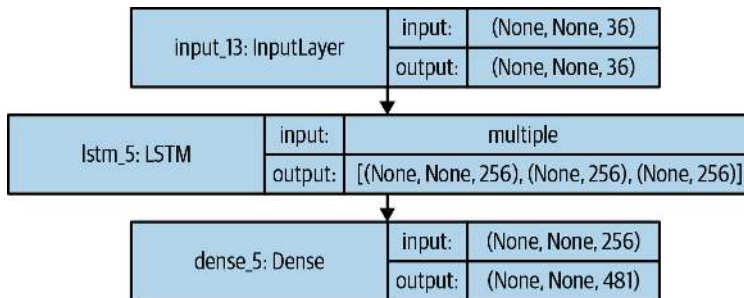 input_13: InputLayer
input: (None, None, 36)
output: (None, None, 36)
lstm_5: LSTM
input: multiple
output: [(None, None, 256), (None, 256), (None, 256)]
dense_5: Dense
input: (None, None, 256)
output: (None, None, 481)